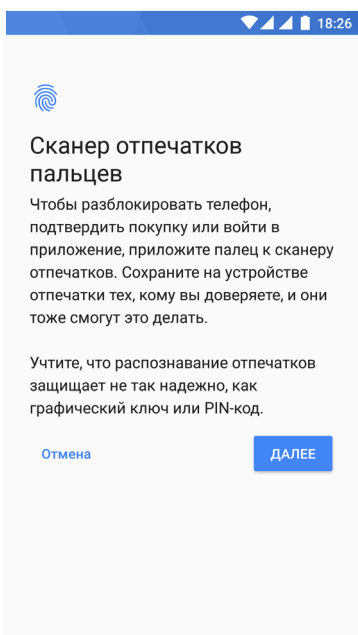 18:26
Сканер отпечатков
пальцев
Чтобы разблокировать телефон,
подтвердить покупку или войти в
приложение, приложите палец к сканеру
отпечатков. Сохраните на устройстве
отпечатки тех, кому вы доверяете, и они
тоже смогут это делать.
Учтите, что распознавание отпечатков
защищает не так надежно, как
графический ключ или PIN-код.
Отмена ДАЛЕЕ